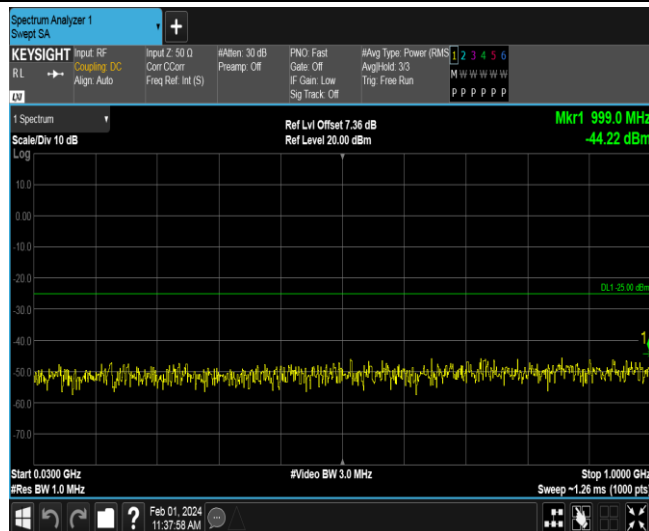 Spectrum Analyzer 1
Swept SA
+
KEYSIGHT
RL
Input: RF
Coupling: DC
Align: Auto
Input Z: 50 Ω
Corr CCorr
Freq Ref: Int (S)
#Atten: 30 dB
Preamp: Off
PNO: Fast
Gate: Off
IF Gain: Low
Sig Track: Off
#Avg Type: Power (RMS
Avg|Hold: 3/3
Trig: Free Run
1 2 3 4 5 6
M W W W W W
P P P P P P
1 Spectrum
Scale/Div 10 dB
Log
Ref Lvl Offset 7.36 dB
Ref Level 20.00 dBm
Mkr1 999.0 MHz
-44.22 dBm
10.0
0.00
-10.0
-20.0
DL1 -25.00 dBm
-30.0
-40.0
1
-50.0
-60.0
-70.0
Start 0.0300 GHz
#Res BW 1.0 MHz
#Video BW 3.0 MHz
Stop 1.0000 GHz
Sweep ~1.26 ms (1000 pts)
?
Feb 01, 2024
11:37:58 AM